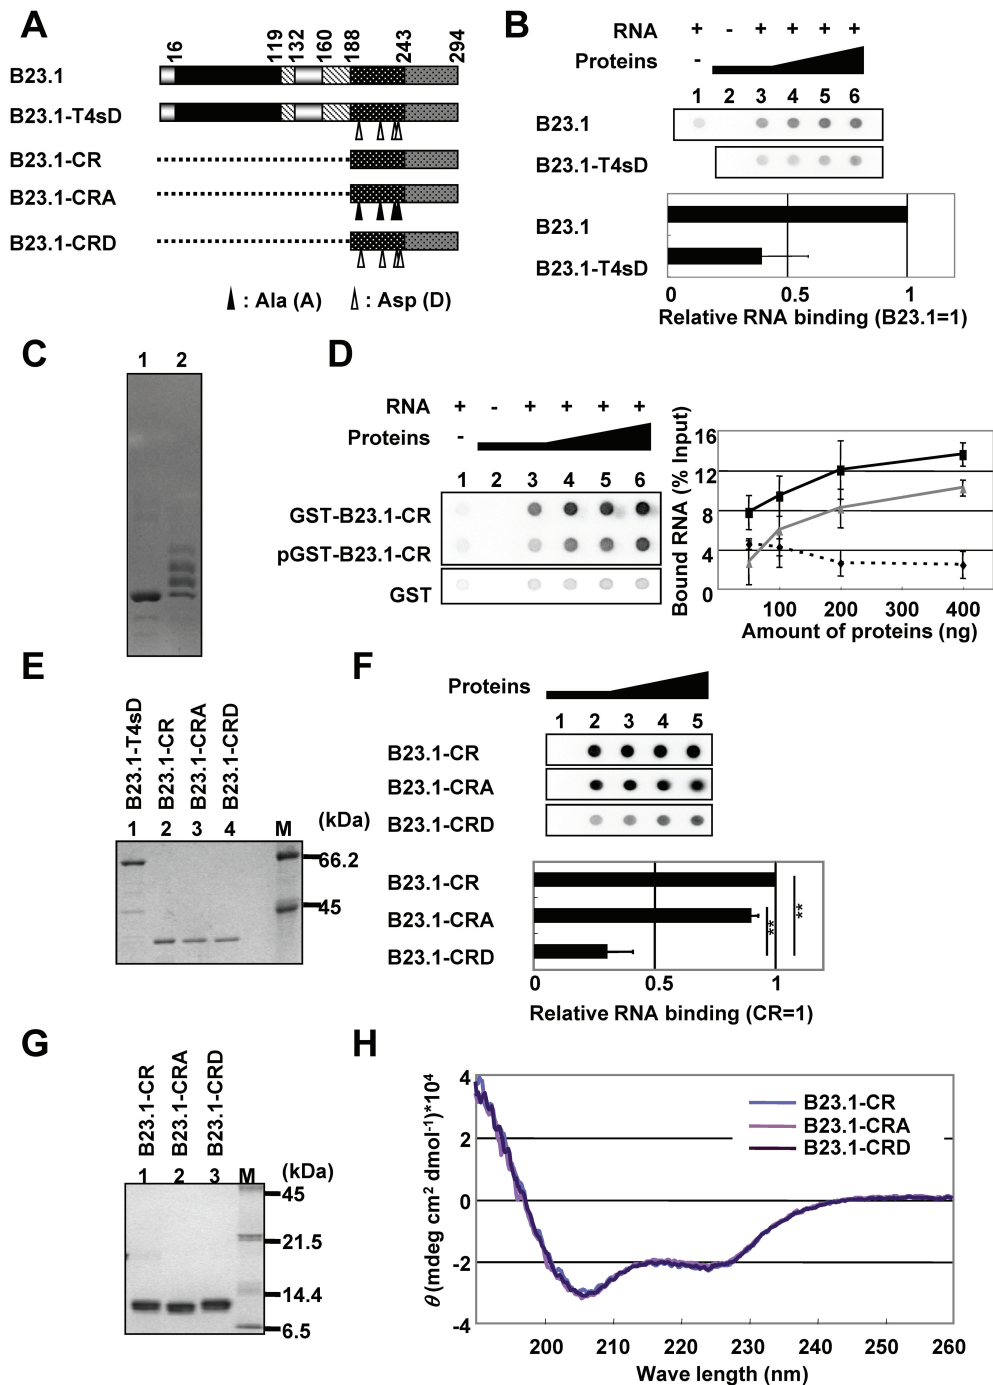 A
16 119 132 160 188 243 294
B23.1
B23.1-T4sD
B23.1-CR
B23.1-CRA
B23.1-CRD
: Ala (A) : Asp (D)
B
RNA + - + + + +
Proteins -
1 2 3 4 5 6
B23.1
B23.1-T4sD
B23.1
B23.1-T4sD
0 0.5 1
Relative RNA binding (B23.1=1)
C
1 2
D
RNA + - + + + +
Proteins -
1 2 3 4 5 6
GST-B23.1-CR
pGST-B23.1-CR
GST
Bound RNA (% Input)
16
12
8
4
0
100 200 300 400
Amount of proteins (ng)
E
B23.1-T4sD
B23.1-CR
B23.1-CRA
B23.1-CRD
1 2 3 4 M (kDa)
66.2
45
F
Proteins
1 2 3 4 5
B23.1-CR
B23.1-CRA
B23.1-CRD
B23.1-CR
B23.1-CRA
B23.1-CRD
**
**
0 0.5 1
Relative RNA binding (CR=1)
G
B23.1-CR
B23.1-CRA
B23.1-CRD
1 2 3 M (kDa)
45
21.5
14.4
6.5
H
θ (mdeg cm² dmol⁻¹)*10⁴
4
2
0
-2
-4
B23.1-CR
B23.1-CRA
B23.1-CRD
200 210 220 230 240 250 260
Wave length (nm)